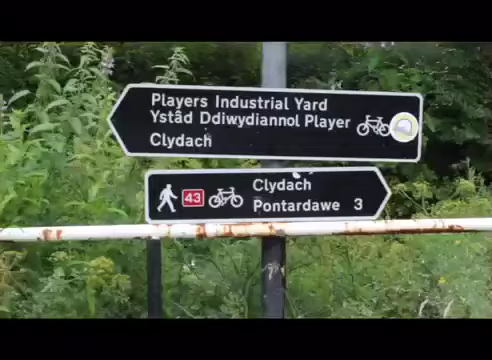 Players Industrial Yard
Ystâd Ddiwydiannol Player
Clydach
43 Clydach
Pontardawe 3